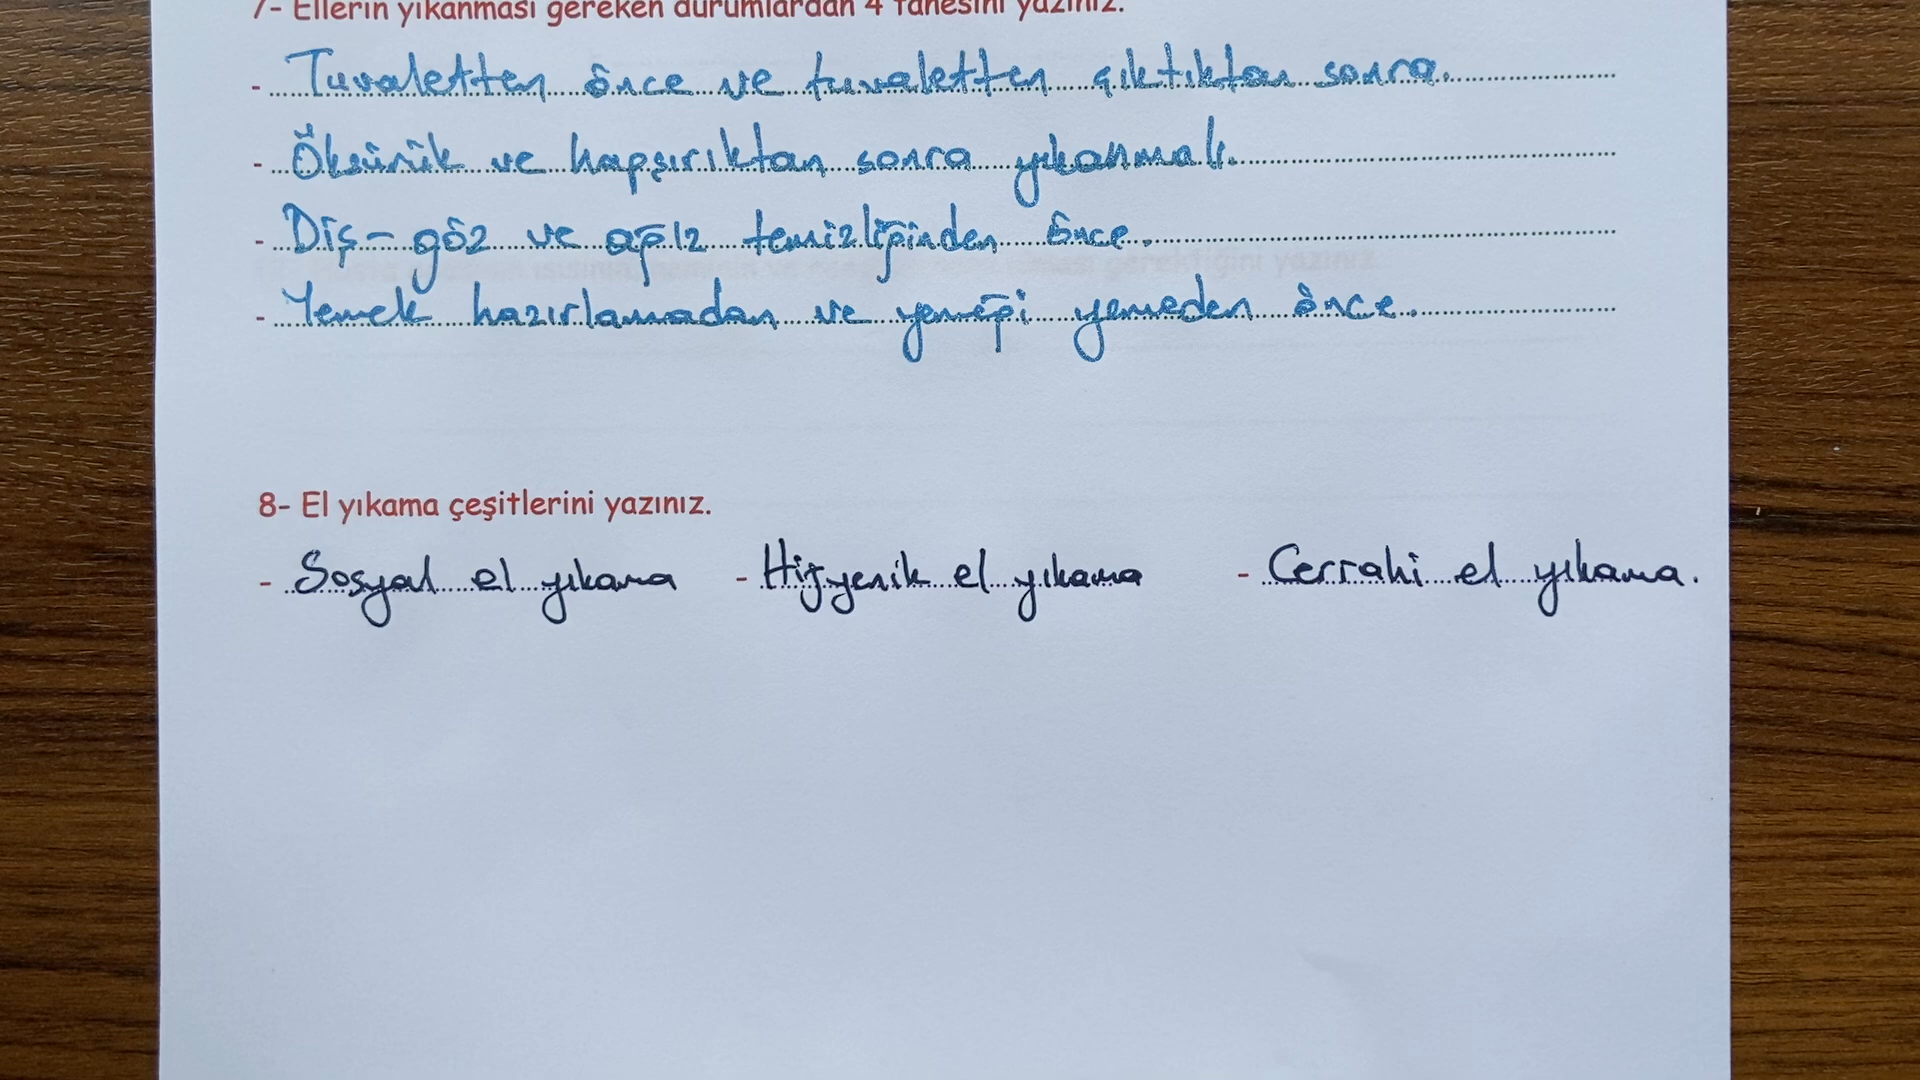 7- Ellerin yıkanması gereken durumlardan 4 tanesini yazınız.
- Tuvaletten önce ve tuvaletten çıktıktan sonra.
- Öksürük ve hapşırıktan sonra yıkanmalı.
- Diş-göz ve ağız temizliğinden önce.
- Yemek hazırlamadan ve yemeği yemeden önce.
8- El yıkama çeşitlerini yazınız.
- Sosyal el yıkama - Hijyenik el yıkama - Cerrahi el yıkama.